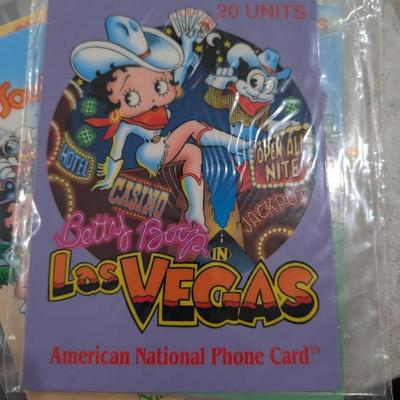 20 UNITS
HOTEL
CASINO
OPEN ALL
NITE
JACKPOT
Betty Boop
IN
Las VEGAS
American National Phone Card™